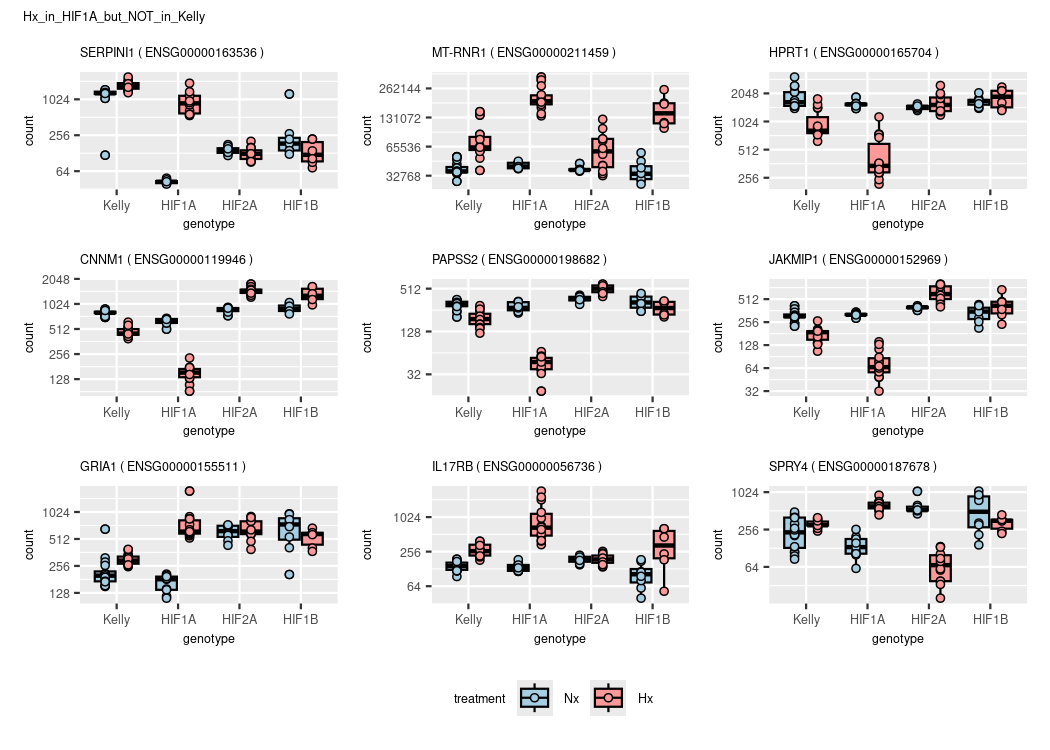 Hx_in_HIF1A_but_NOT_in_Kelly
SERPINI1 ( ENSG00000163536 )
count
1024
256
64
Kelly HIF1A HIF2A HIF1B
genotype
MT-RNR1 ( ENSG00000211459 )
count
262144
131072
65536
32768
Kelly HIF1A HIF2A HIF1B
genotype
HPRT1 ( ENSG00000165704 )
count
2048
1024
512
256
Kelly HIF1A HIF2A HIF1B
genotype
CNNM1 ( ENSG00000119946 )
count
2048
1024
512
256
128
Kelly HIF1A HIF2A HIF1B
genotype
PAPSS2 ( ENSG00000198682 )
count
512
128
32
Kelly HIF1A HIF2A HIF1B
genotype
JAKMIP1 ( ENSG00000152969 )
count
512
256
128
64
32
Kelly HIF1A HIF2A HIF1B
genotype
GRIA1 ( ENSG00000155511 )
count
1024
512
256
128
Kelly HIF1A HIF2A HIF1B
genotype
IL17RB ( ENSG00000056736 )
count
1024
256
64
Kelly HIF1A HIF2A HIF1B
genotype
SPRY4 ( ENSG00000187678 )
count
1024
256
64
Kelly HIF1A HIF2A HIF1B
genotype
treatment Nx Hx